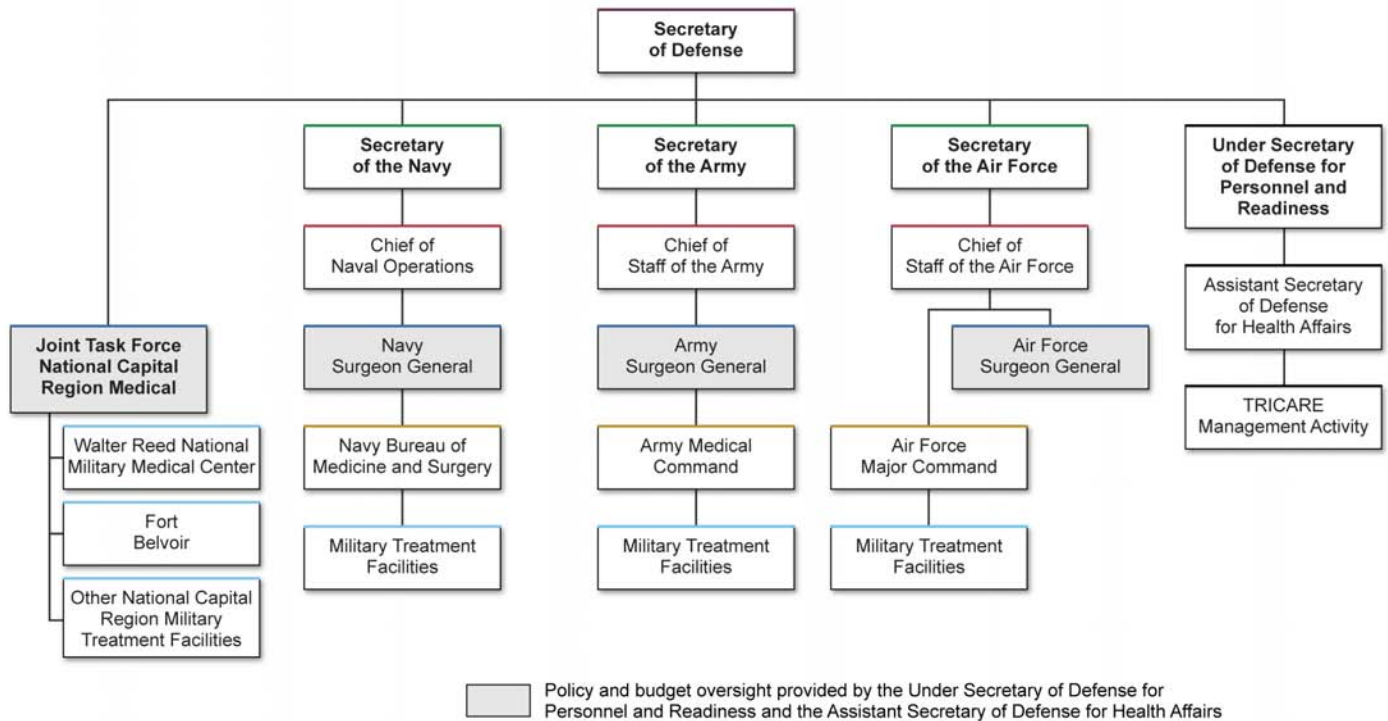 Secretary
of Defense
Secretary
of the Navy
Secretary
of the Army
Secretary
of the Air Force
Under Secretary
of Defense for
Personnel and
Readiness
Chief of
Naval Operations
Chief of
Staff of the Army
Chief of
Staff of the Air Force
Assistant Secretary
of Defense
for Health Affairs
Joint Task Force
National Capital
Region Medical
Navy
Surgeon General
Army
Surgeon General
Air Force
Surgeon General
TRICARE
Management Activity
Walter Reed National
Military Medical Center
Navy Bureau of
Medicine and Surgery
Army Medical
Command
Air Force
Major Command
Fort
Belvoir
Military Treatment
Facilities
Military Treatment
Facilities
Military Treatment
Facilities
Other National Capital
Region Military
Treatment Facilities
Policy and budget oversight provided by the Under Secretary of Defense for
Personnel and Readiness and the Assistant Secretary of Defense for Health Affairs